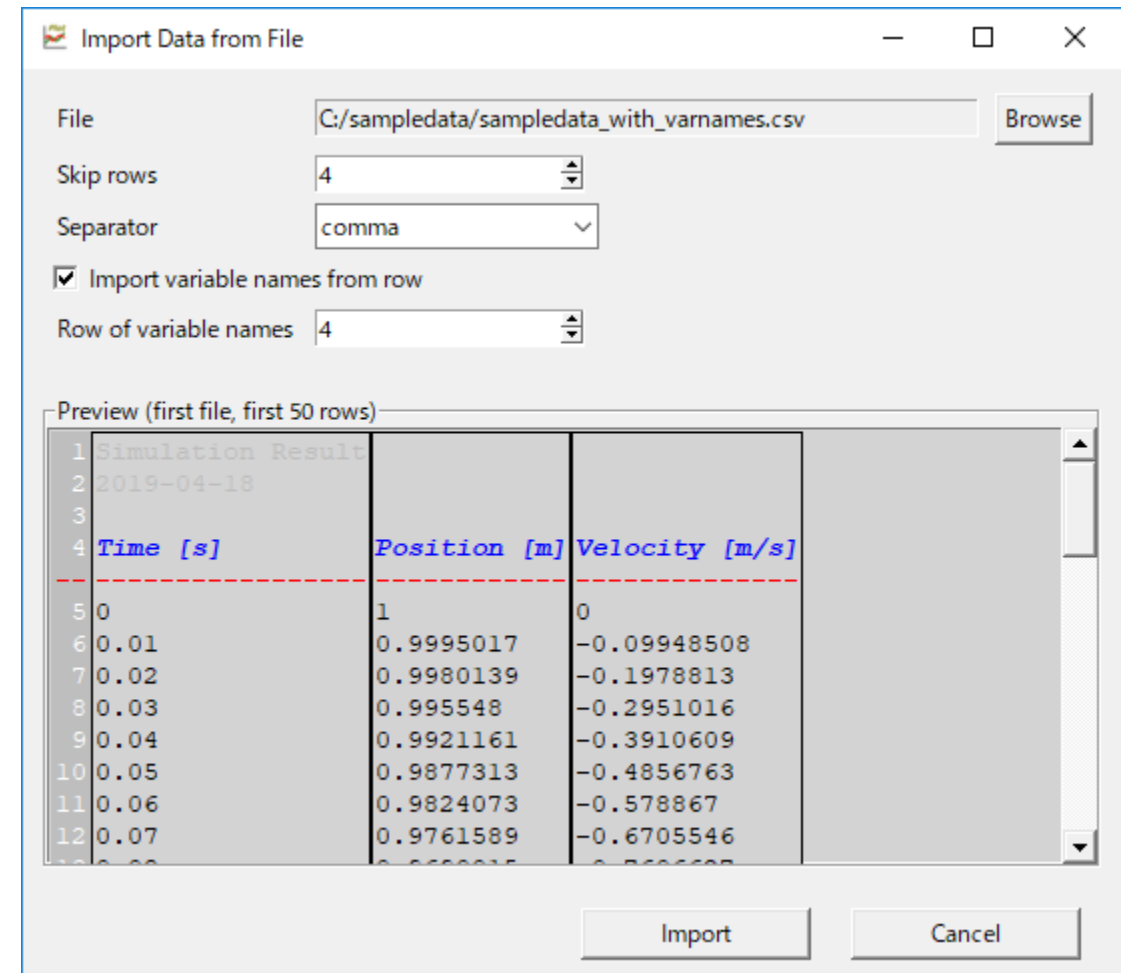 Import Data from File
File C:/sampledata/sampledata_with_varnames.csv Browse
Skip rows 4
Separator comma
Import variable names from row
Row of variable names 4
Preview (first file, first 50 rows)
1 Simulation Result
2 2019-04-18
3
4 Time [s] Position [m] Velocity [m/s]
-- ----------------- ------------ --------------
5 0 1 0
6 0.01 0.9995017 -0.09948508
7 0.02 0.9980139 -0.1978813
8 0.03 0.995548 -0.2951016
9 0.04 0.9921161 -0.3910609
10 0.05 0.9877313 -0.4856763
11 0.06 0.9824073 -0.578867
12 0.07 0.9761589 -0.6705546
Import Cancel